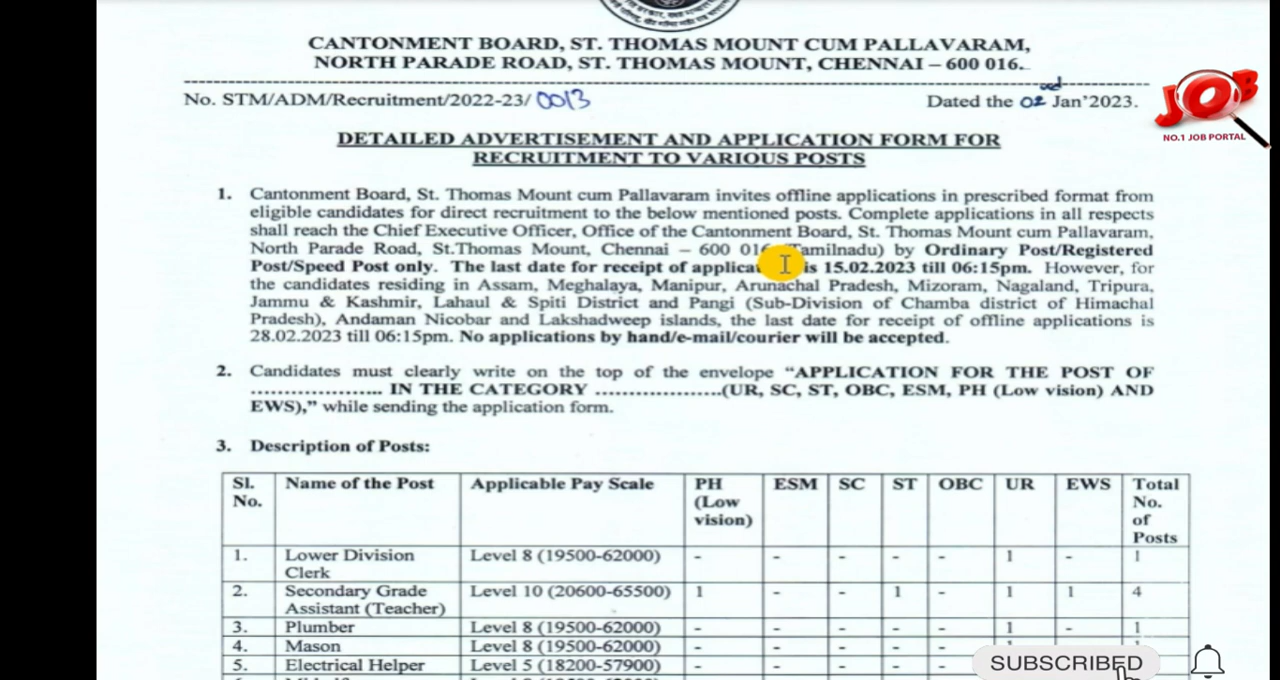 CANTONMENT BOARD, ST. THOMAS MOUNT CUM PALLAVARAM,
NORTH PARADE ROAD, ST. THOMAS MOUNT, CHENNAI – 600 016.
No. STM/ADM/Recruitment/2022-23/0013
Dated the 02nd Jan'2023.
JOB
NO.1 JOB PORTAL
DETAILED ADVERTISEMENT AND APPLICATION FORM FOR
RECRUITMENT TO VARIOUS POSTS
1. Cantonment Board, St. Thomas Mount cum Pallavaram invites offline applications in prescribed format from
eligible candidates for direct recruitment to the below mentioned posts. Complete applications in all respects
shall reach the Chief Executive Officer, Office of the Cantonment Board, St. Thomas Mount cum Pallavaram,
North Parade Road, St.Thomas Mount, Chennai – 600 016 (Tamilnadu) by Ordinary Post/Registered
Post/Speed Post only. The last date for receipt of applicat is 15.02.2023 till 06:15pm. However, for
the candidates residing in Assam, Meghalaya, Manipur, Arunachal Pradesh, Mizoram, Nagaland, Tripura,
Jammu & Kashmir, Lahaul & Spiti District and Pangi (Sub-Division of Chamba district of Himachal
Pradesh), Andaman Nicobar and Lakshadweep islands, the last date for receipt of offline applications is
28.02.2023 till 06:15pm. No applications by hand/e-mail/courier will be accepted.
2. Candidates must clearly write on the top of the envelope “APPLICATION FOR THE POST OF
.................... IN THE CATEGORY ...................(UR, SC, ST, OBC, ESM, PH (Low vision) AND
EWS),” while sending the application form.
3. Description of Posts:
Sl. No. Name of the Post Applicable Pay Scale PH (Low vision) ESM SC ST OBC UR EWS Total No. of Posts
1. Lower Division Clerk Level 8 (19500-62000) - - - - - 1 - 1
2. Secondary Grade Assistant (Teacher) Level 10 (20600-65500) 1 - - 1 - 1 1 4
3. Plumber Level 8 (19500-62000) - - - - - 1 - 1
4. Mason Level 8 (19500-62000) - - - - - 1 - 1
5. Electrical Helper Level 5 (18200-57900) - - - - -
SUBSCRIBED